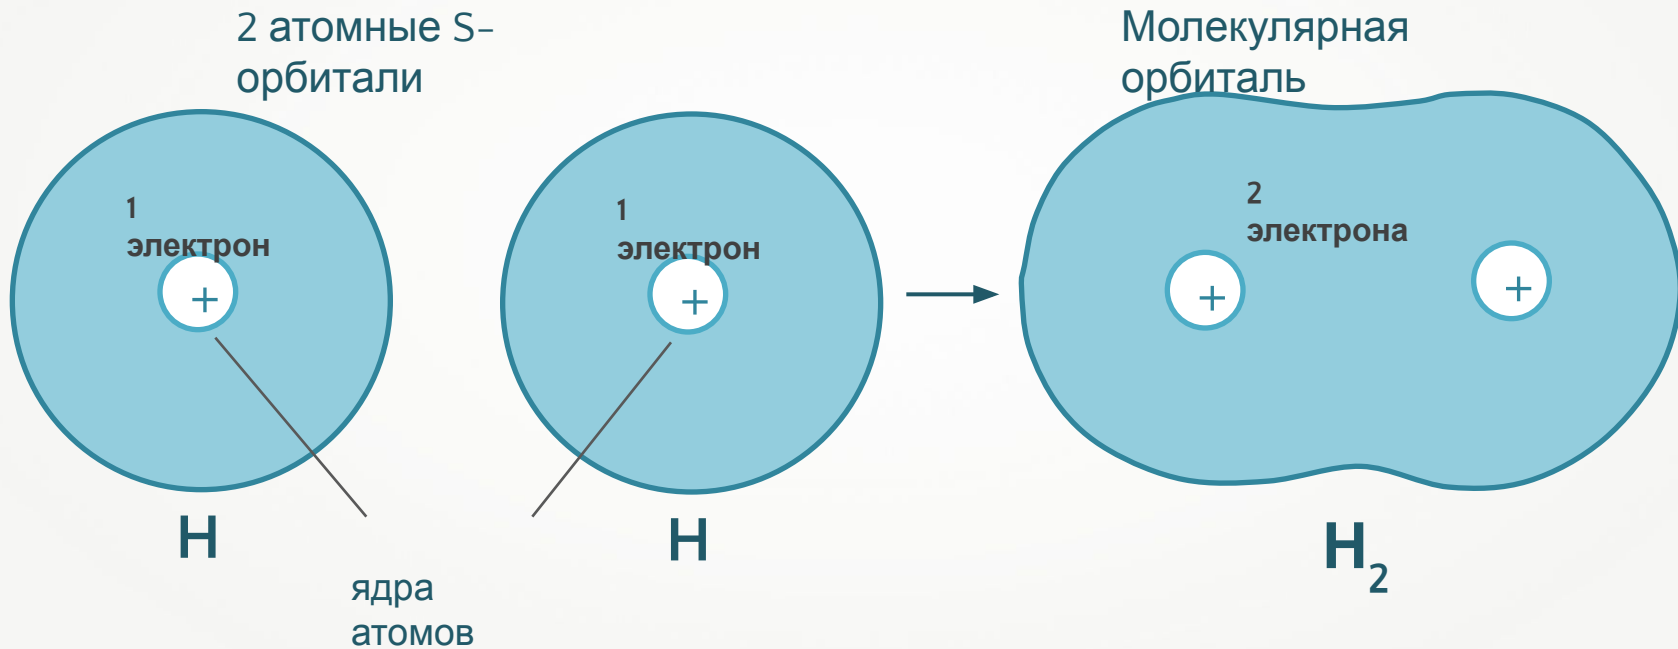 2 атомные S-
орбитали
Молекулярная
орбиталь
1
электрон
+
1
электрон
+
2
электрона
+
+
H
H
H2
ядра
атомов